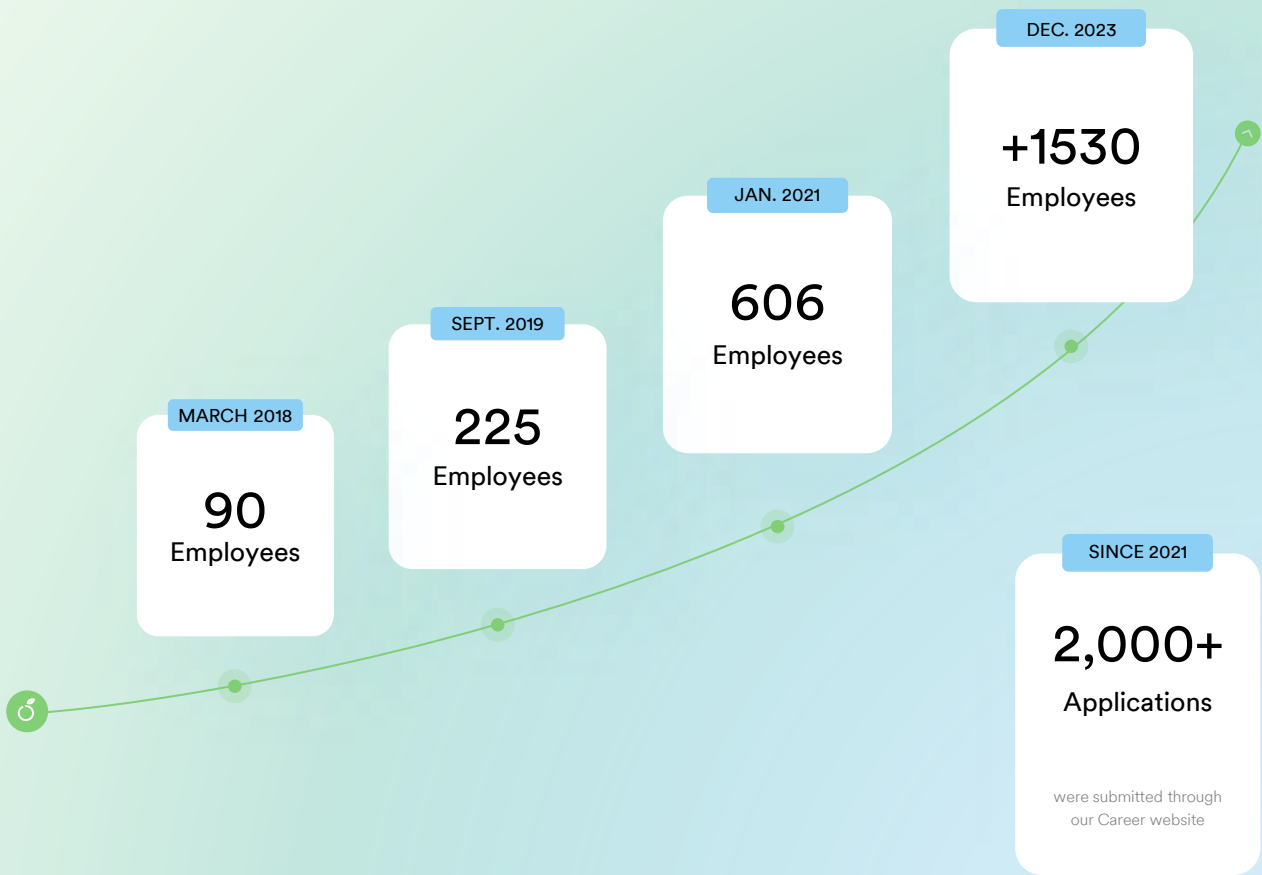 MARCH 2018
90
Employees
SEPT. 2019
225
Employees
JAN. 2021
606
Employees
DEC. 2023
+1530
Employees
SINCE 2021
2,000+
Applications
were submitted through
our Career website